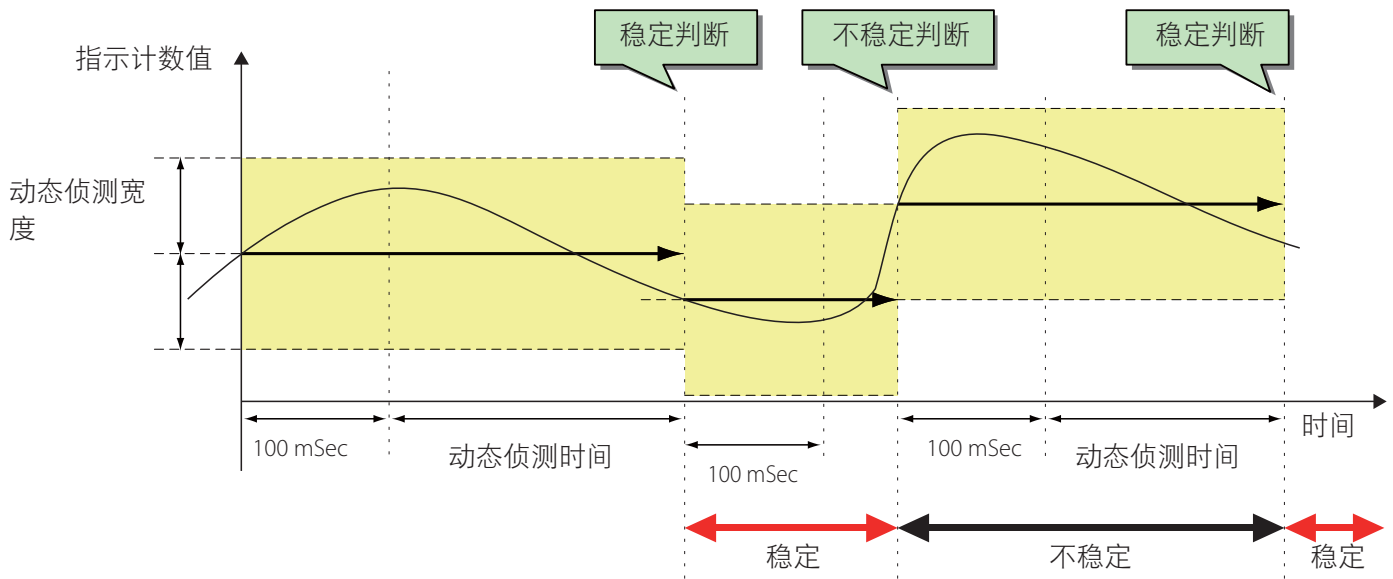 稳定判断
不稳定判断
稳定判断
指示计数值
动态侦测宽
度
时间
100 mSec
动态侦测时间
100 mSec
100 mSec
动态侦测时间
稳定
不稳定
稳定